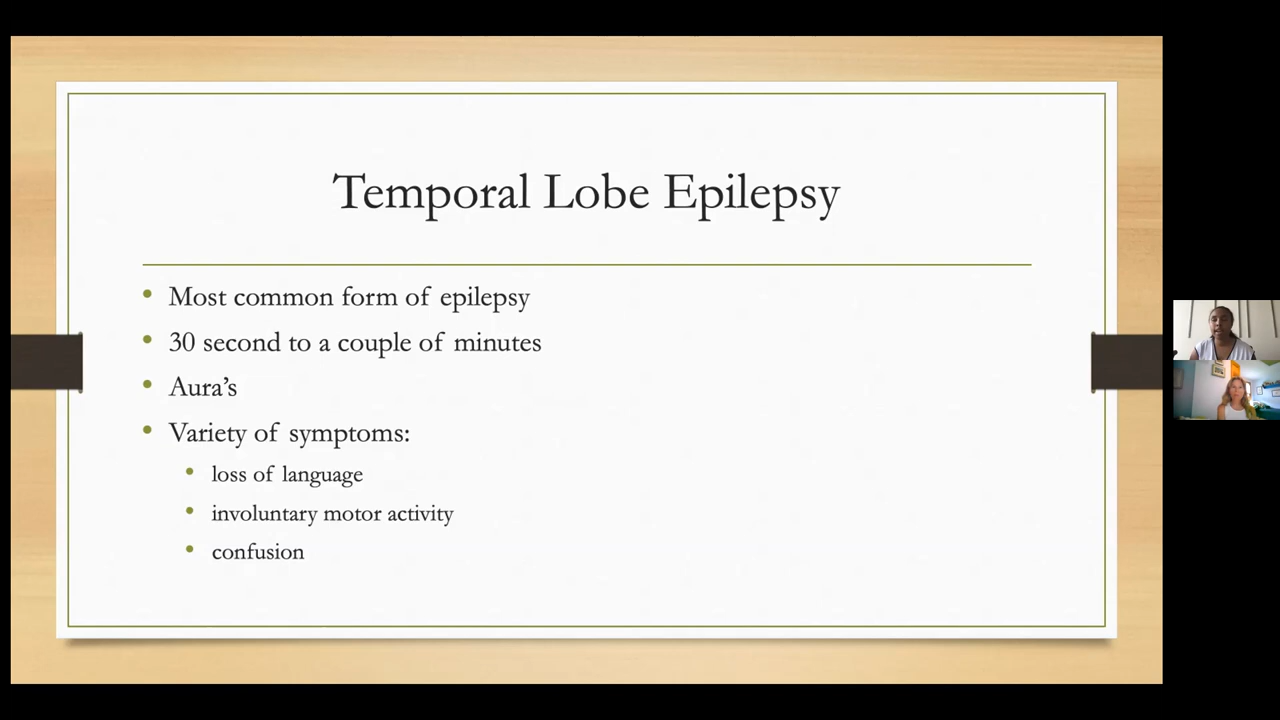 Temporal Lobe Epilepsy
• Most common form of epilepsy
• 30 second to a couple of minutes
• Aura’s
• Variety of symptoms:
• loss of language
• involuntary motor activity
• confusion